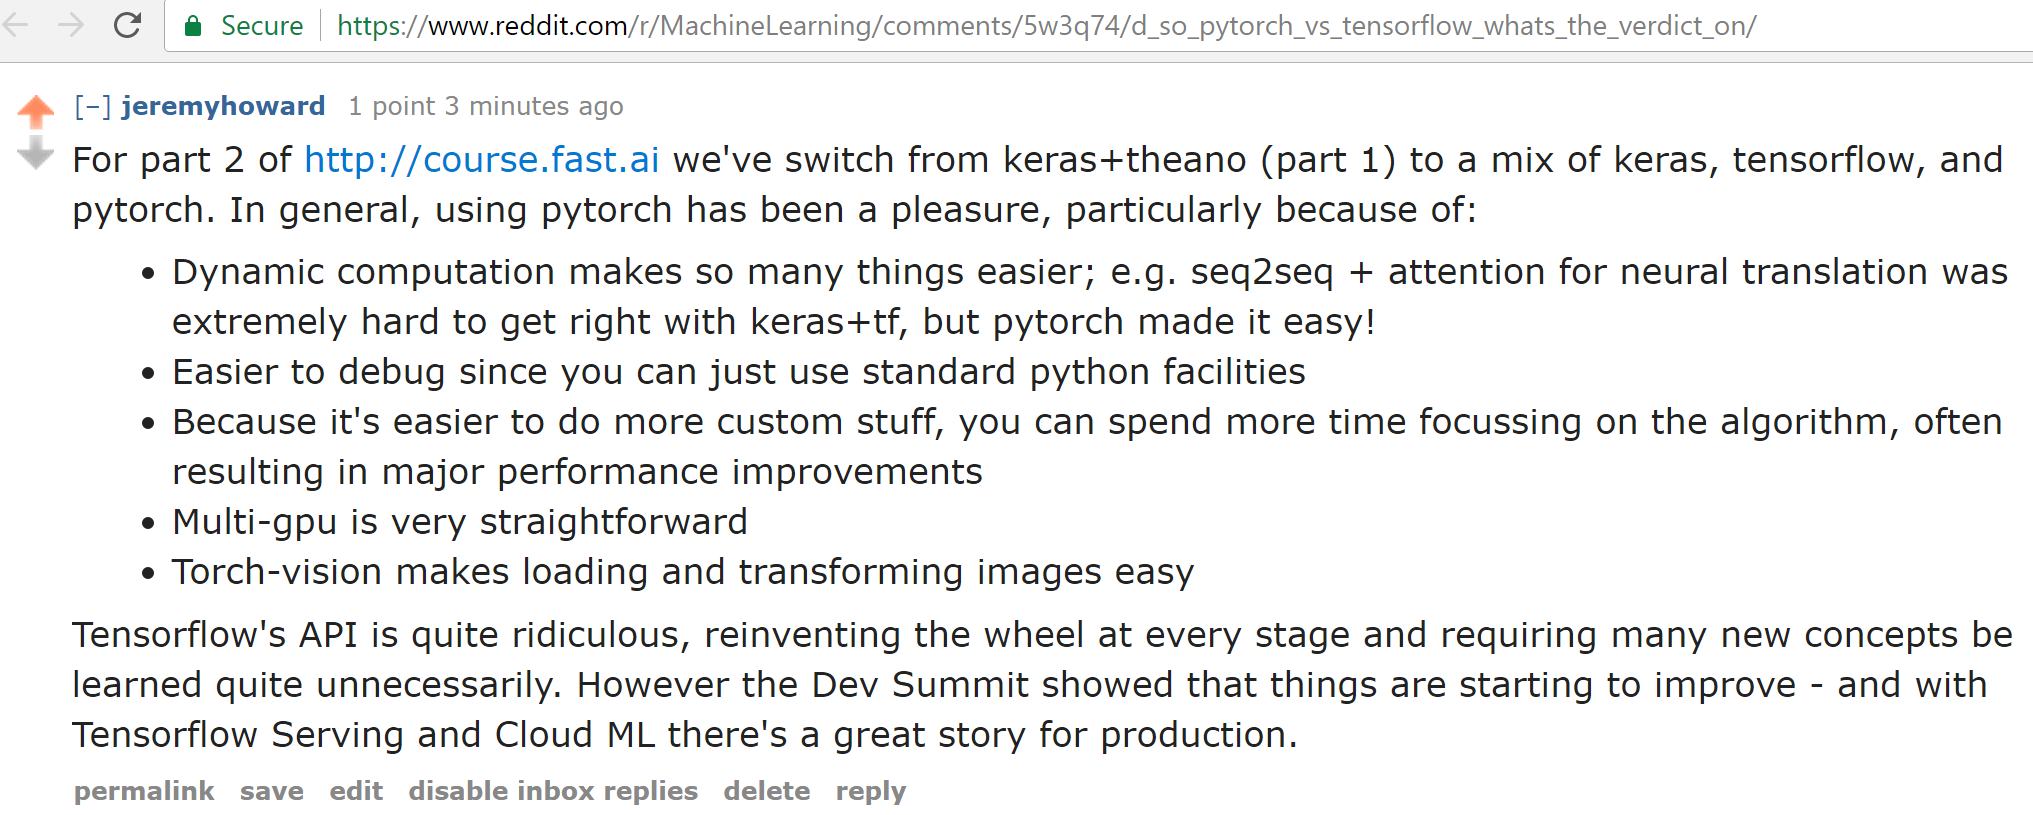 Secure https://www.reddit.com/r/MachineLearning/comments/5w3q74/d_so_pytorch_vs_tensorflow_whats_the_verdict_on/
[–] jeremyhoward 1 point 3 minutes ago
For part 2 of http://course.fast.ai we've switch from keras+theano (part 1) to a mix of keras, tensorflow, and
pytorch. In general, using pytorch has been a pleasure, particularly because of:
• Dynamic computation makes so many things easier; e.g. seq2seq + attention for neural translation was
extremely hard to get right with keras+tf, but pytorch made it easy!
• Easier to debug since you can just use standard python facilities
• Because it's easier to do more custom stuff, you can spend more time focussing on the algorithm, often
resulting in major performance improvements
• Multi-gpu is very straightforward
• Torch-vision makes loading and transforming images easy
Tensorflow's API is quite ridiculous, reinventing the wheel at every stage and requiring many new concepts be
learned quite unnecessarily. However the Dev Summit showed that things are starting to improve - and with
Tensorflow Serving and Cloud ML there's a great story for production.
permalink save edit disable inbox replies delete reply